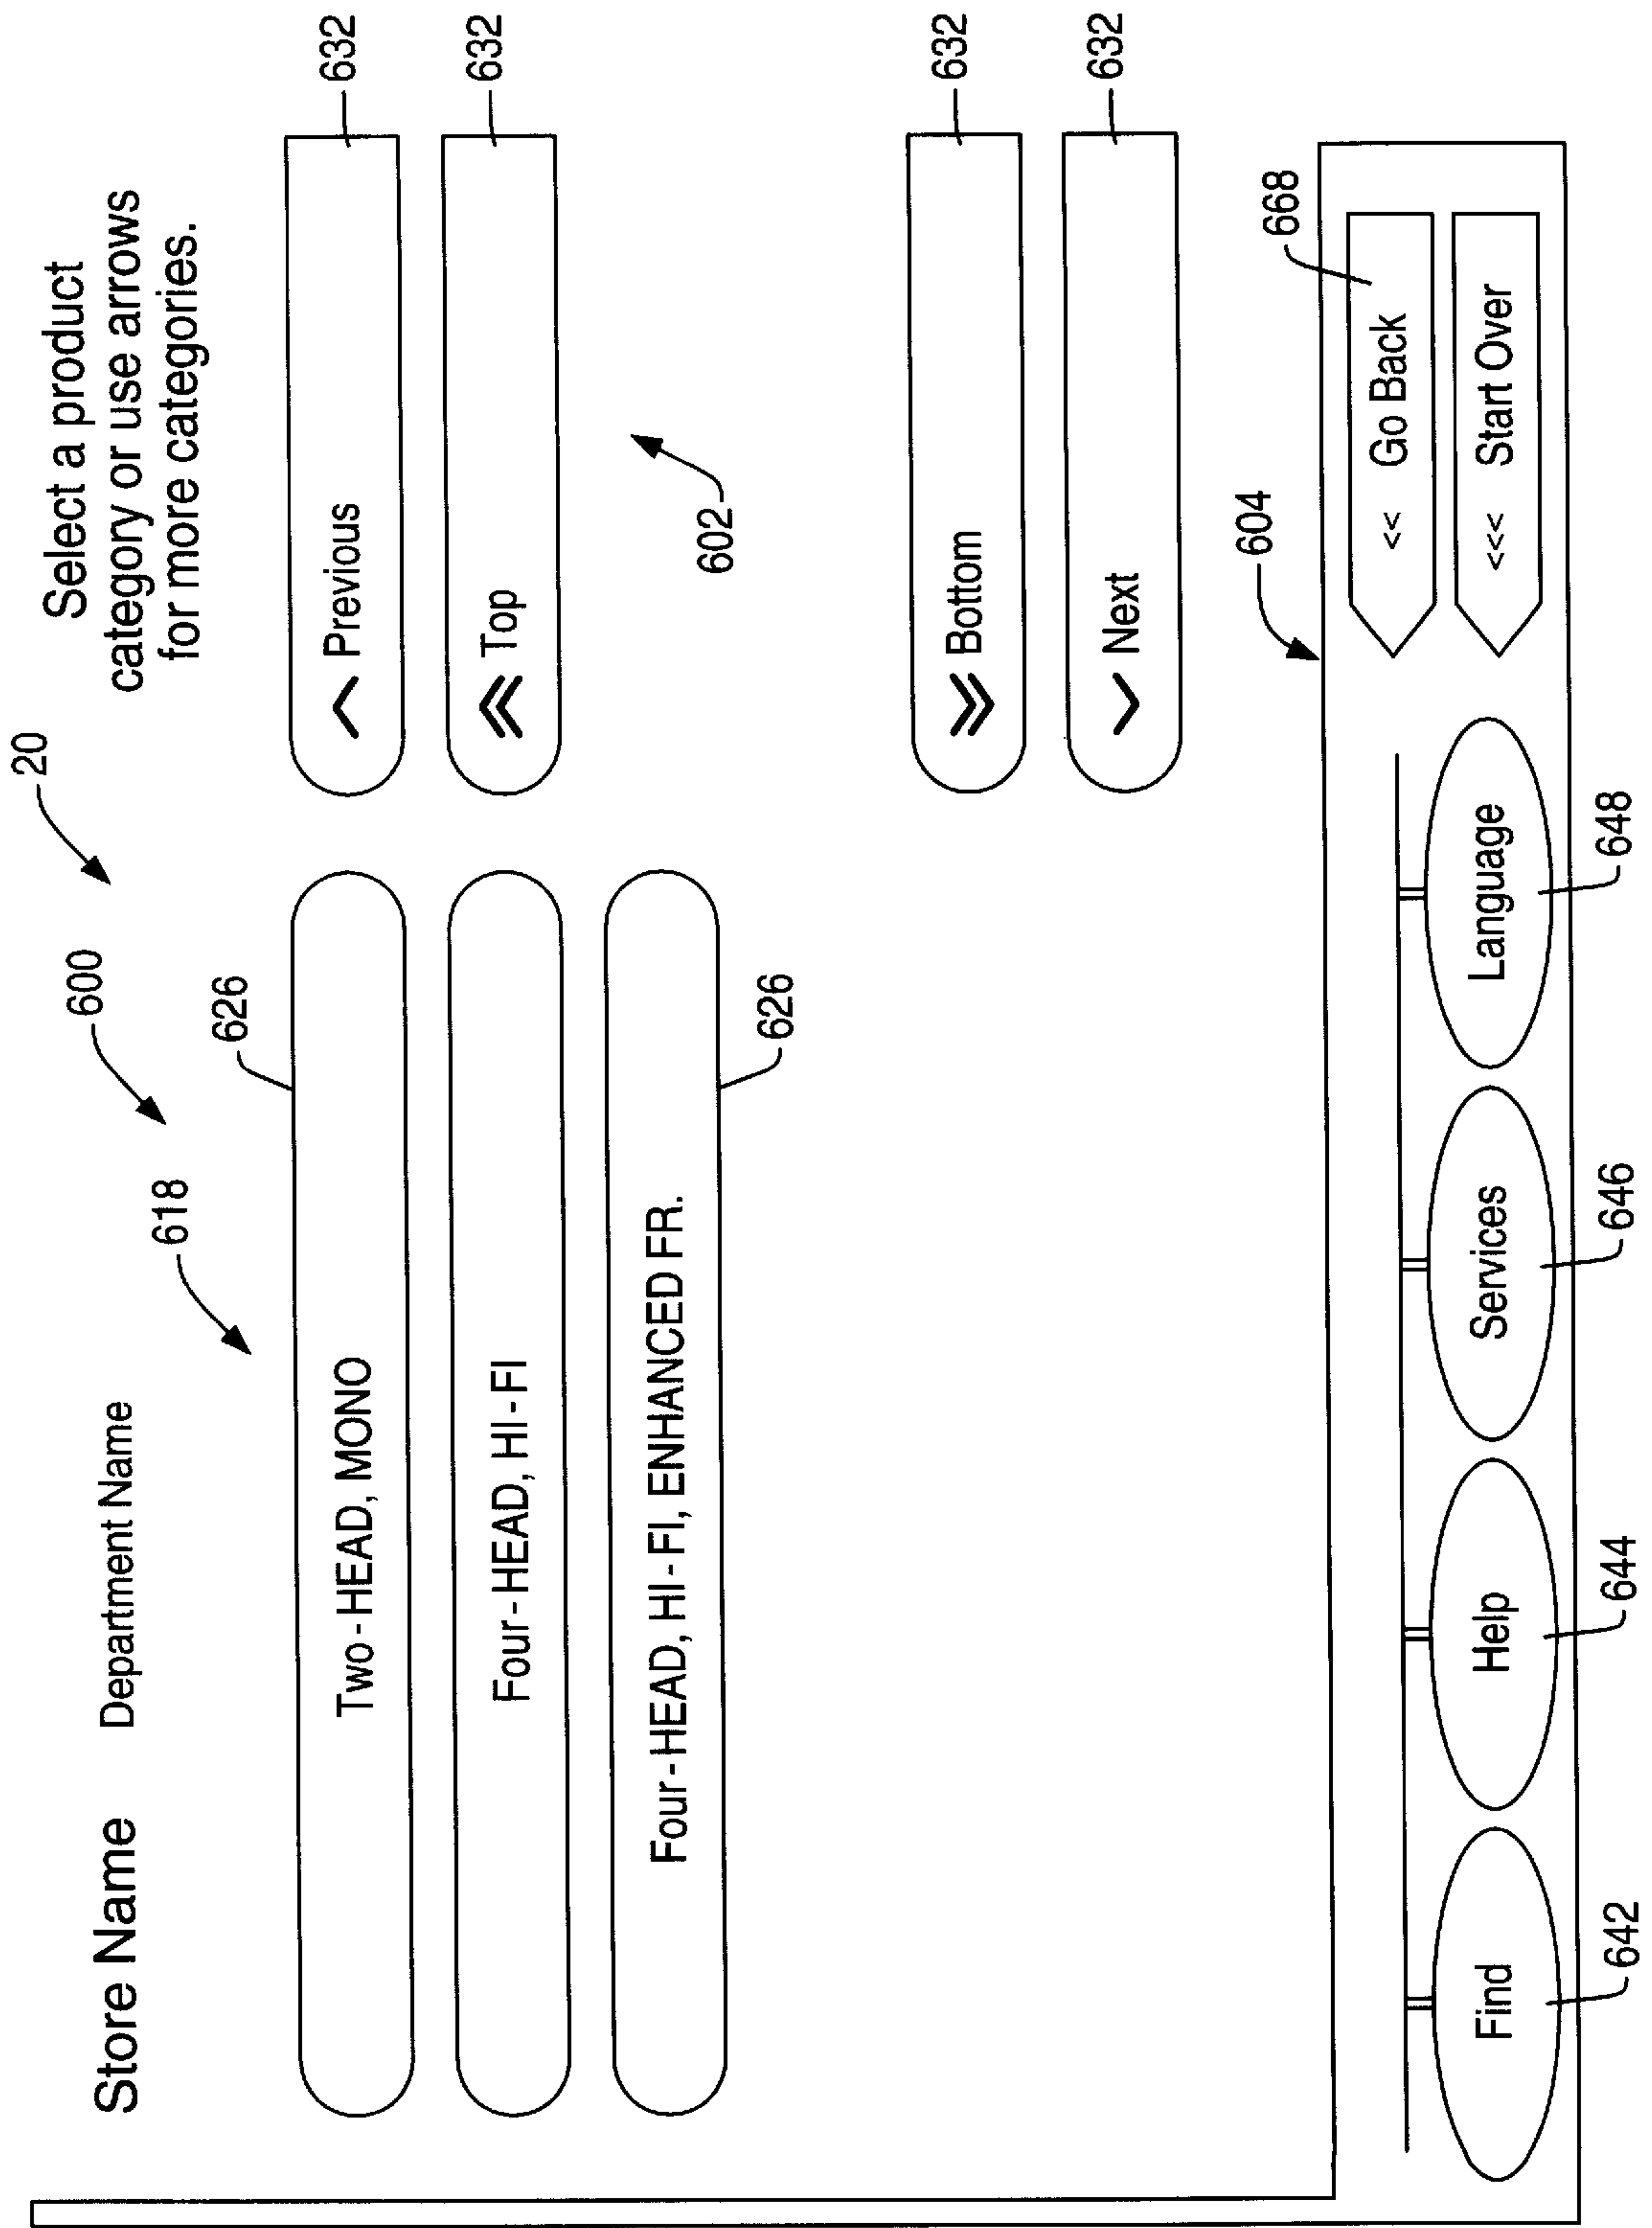 20
600
618
Store Name
Department Name
Select a product
category or use arrows
for more categories.
626
Two-HEAD, MONO
Four-HEAD, HI-FI
Four-HEAD, HI-FI, ENHANCED FR.
626
< Previous
632
<< Top
632
602
>> Bottom
632
> Next
632
604
668
<< Go Back
<<< Start Over
Find
Help
Services
Language
642
644
646
648